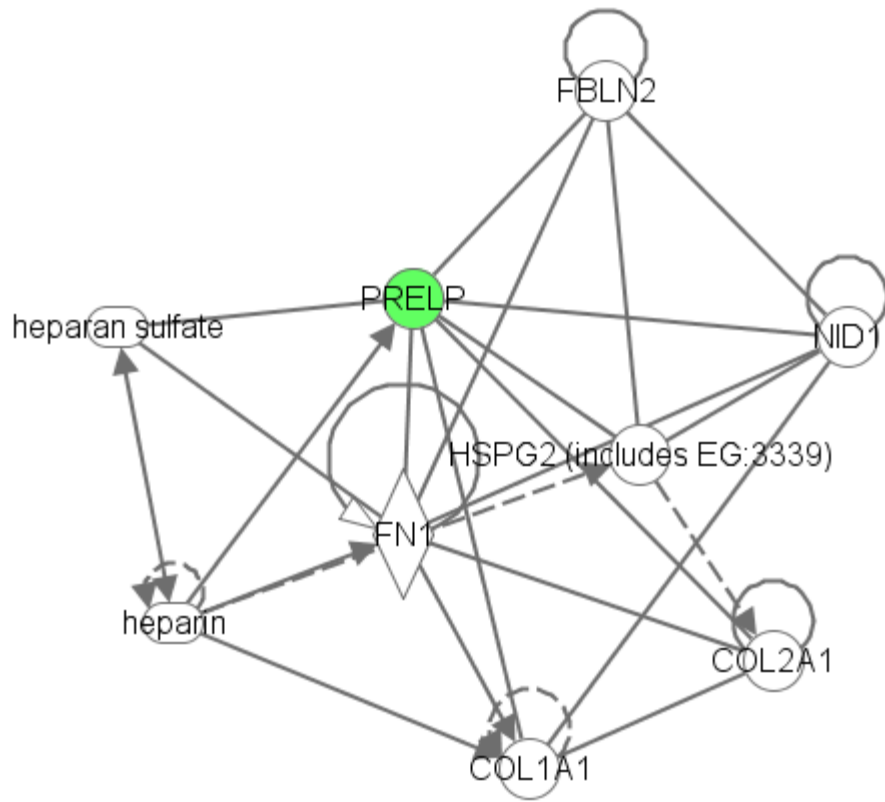 FBLN2
PRELP
heparan sulfate
NID1
HSPG2 (includes EG:3339)
FN1
heparin
COL2A1
COL1A1